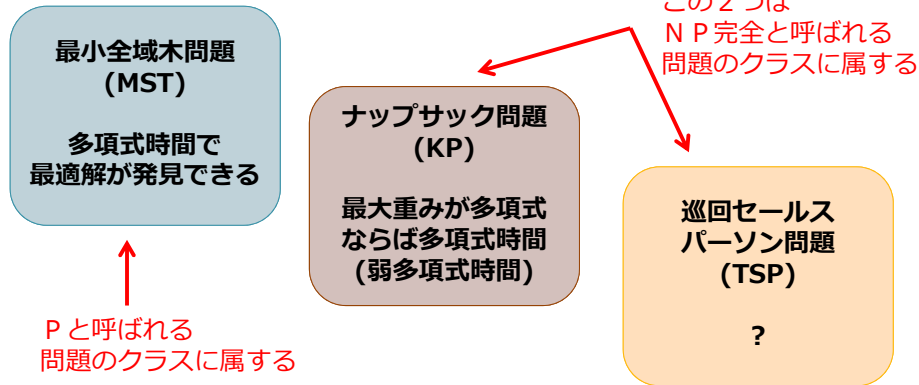 最小全域木問題
(MST)
多項式時間で
最適解が発見できる
Pと呼ばれる
問題のクラスに属する
ナップサック問題
(KP)
最大重みが多項式
ならば多項式時間
(弱多項式時間)
この2つは
NP完全と呼ばれる
問題のクラスに属する
巡回セールス
パーソン問題
(TSP)
?